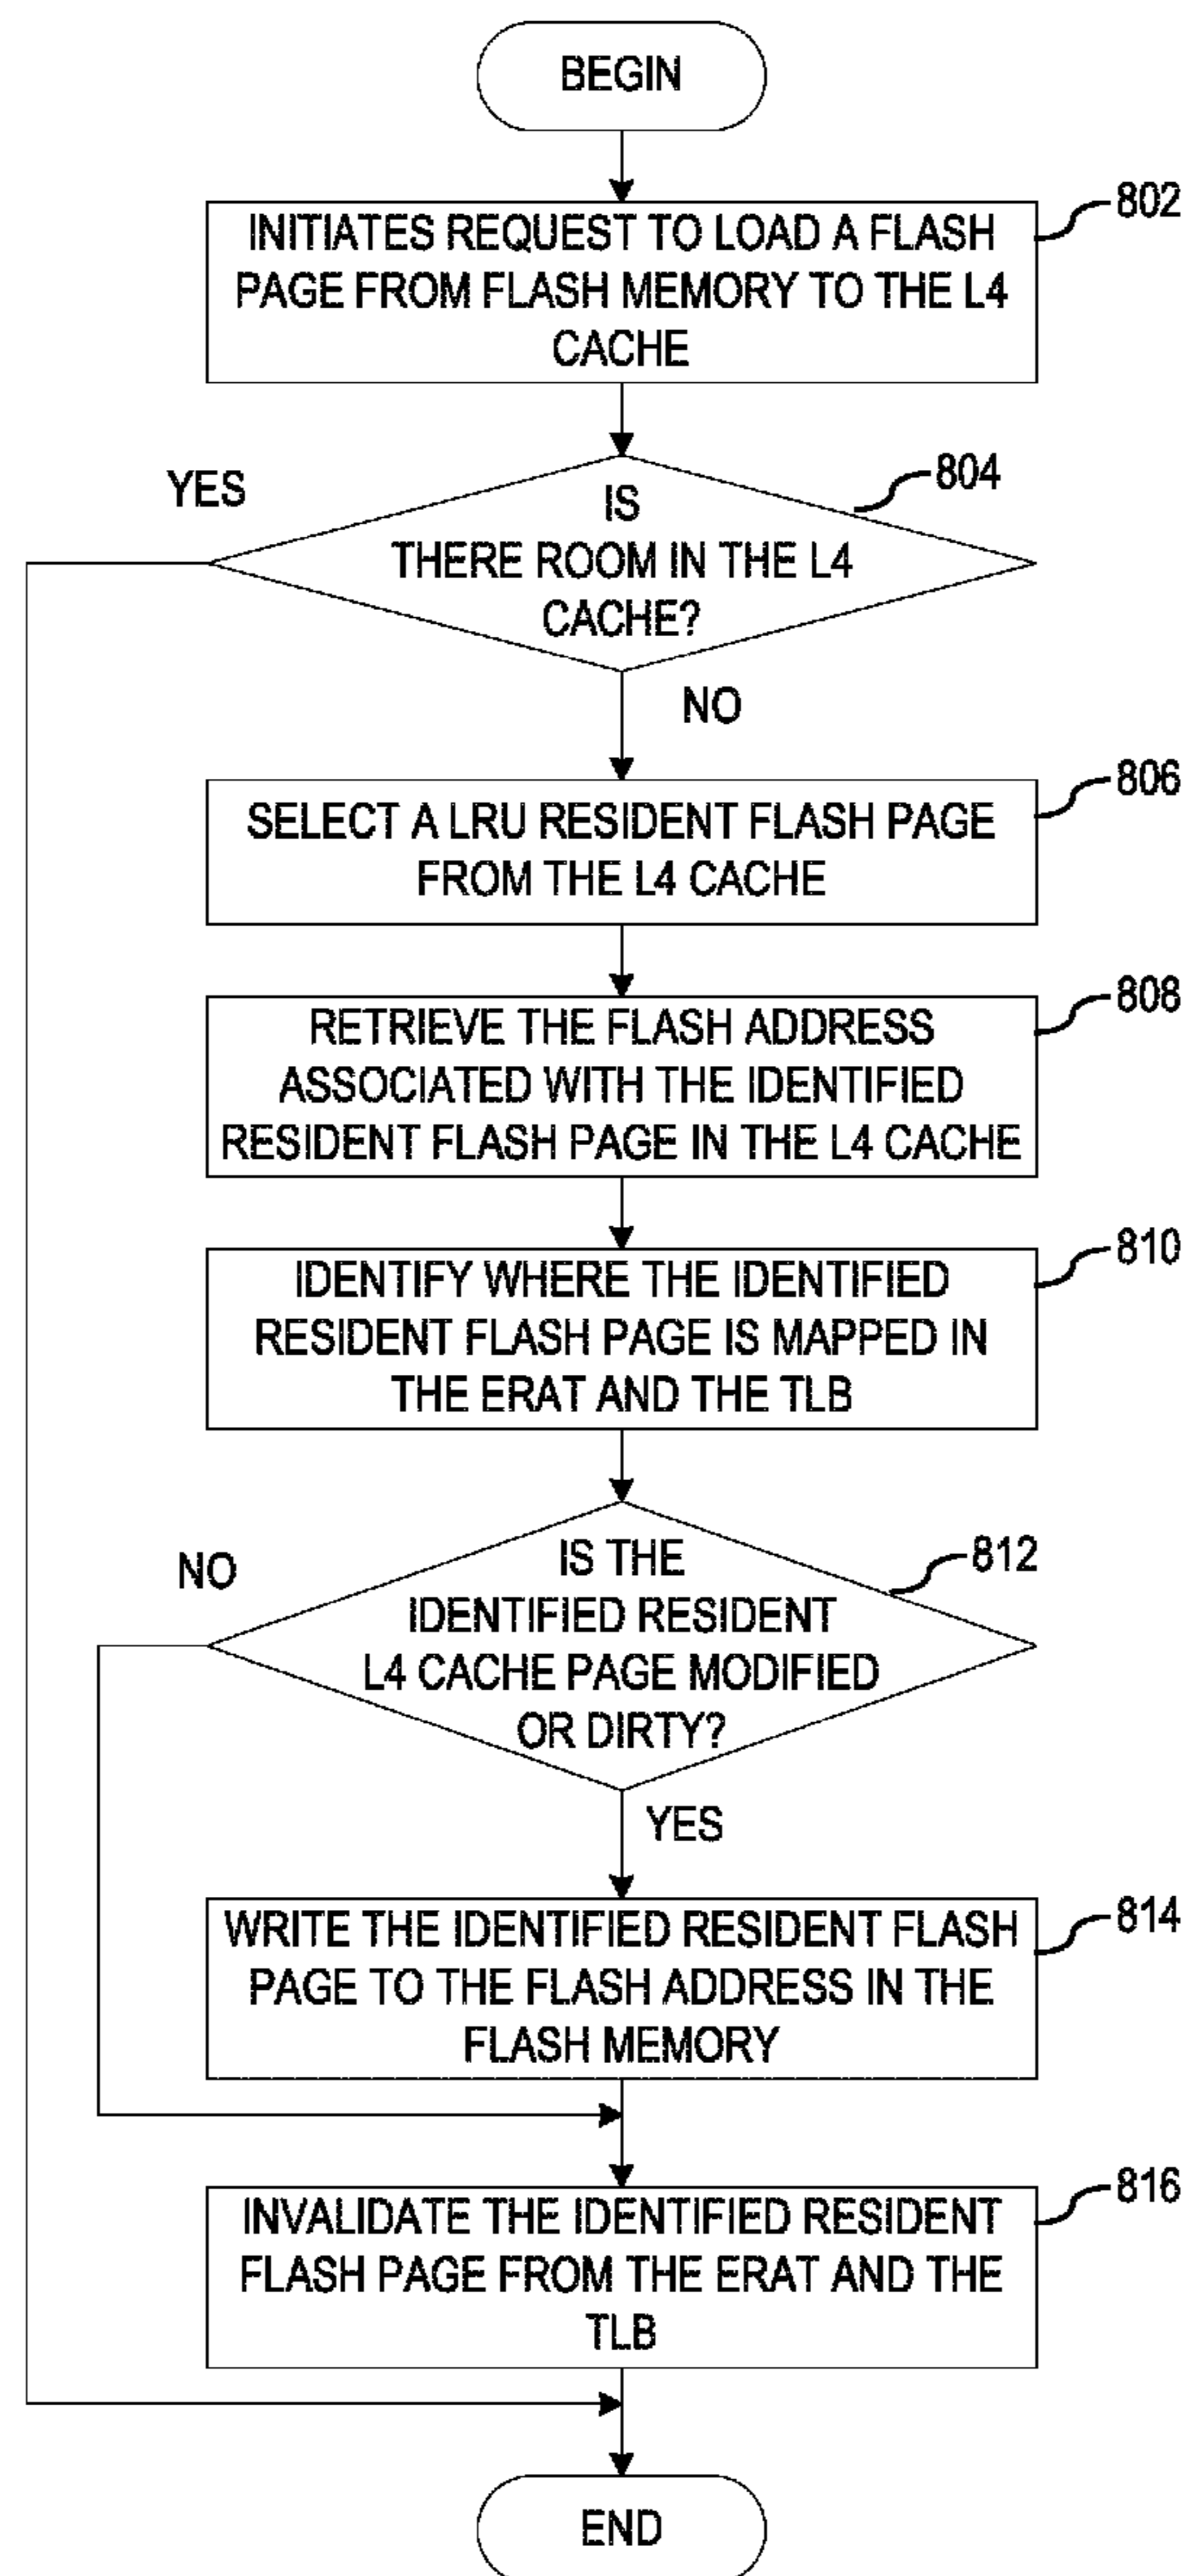 BEGIN
INITIATES REQUEST TO LOAD A FLASH
PAGE FROM FLASH MEMORY TO THE L4
CACHE
802
YES
IS
THERE ROOM IN THE L4
CACHE?
804
NO
SELECT A LRU RESIDENT FLASH PAGE
FROM THE L4 CACHE
806
RETRIEVE THE FLASH ADDRESS
ASSOCIATED WITH THE IDENTIFIED
RESIDENT FLASH PAGE IN THE L4 CACHE
808
IDENTIFY WHERE THE IDENTIFIED
RESIDENT FLASH PAGE IS MAPPED IN
THE ERAT AND THE TLB
810
NO
IS THE
IDENTIFIED RESIDENT
L4 CACHE PAGE MODIFIED
OR DIRTY?
812
YES
WRITE THE IDENTIFIED RESIDENT FLASH
PAGE TO THE FLASH ADDRESS IN THE
FLASH MEMORY
814
INVALIDATE THE IDENTIFIED RESIDENT
FLASH PAGE FROM THE ERAT AND THE
TLB
816
END